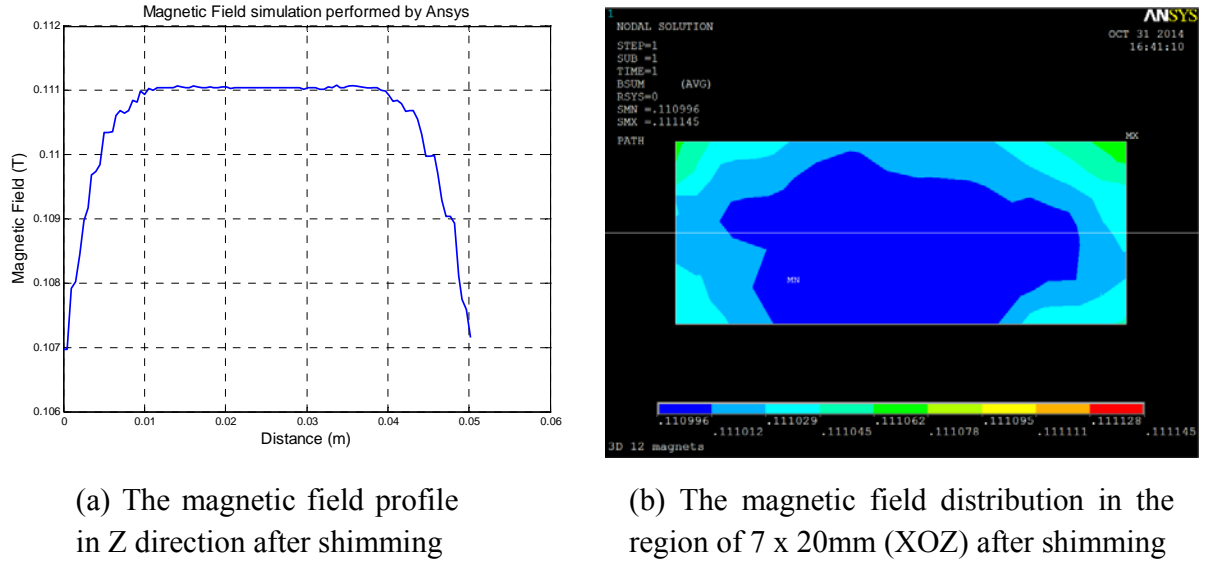 Magnetic Field simulation performed by Ansys
0.112
0.111
0.11
0.109
0.108
0.107
0.106
0
0.01
0.02
0.03
0.04
0.05
0.06
Magnetic Field (T)
Distance (m)
1
NODAL SOLUTION
STEP=1
SUB =1
TIME=1
BSUM (AVG)
RSYS=0
SMN =.110996
SMX =.111145
PATH
ANSYS
OCT 31 2014
16:41:10
MX
MN
.110996 .111029 .111062 .111095 .111128
.111012 .111045 .111078 .111111 .111145
3D 12 magnets
(a) The magnetic field profile
in Z direction after shimming
(b) The magnetic field distribution in the
region of 7 x 20mm (XOZ) after shimming